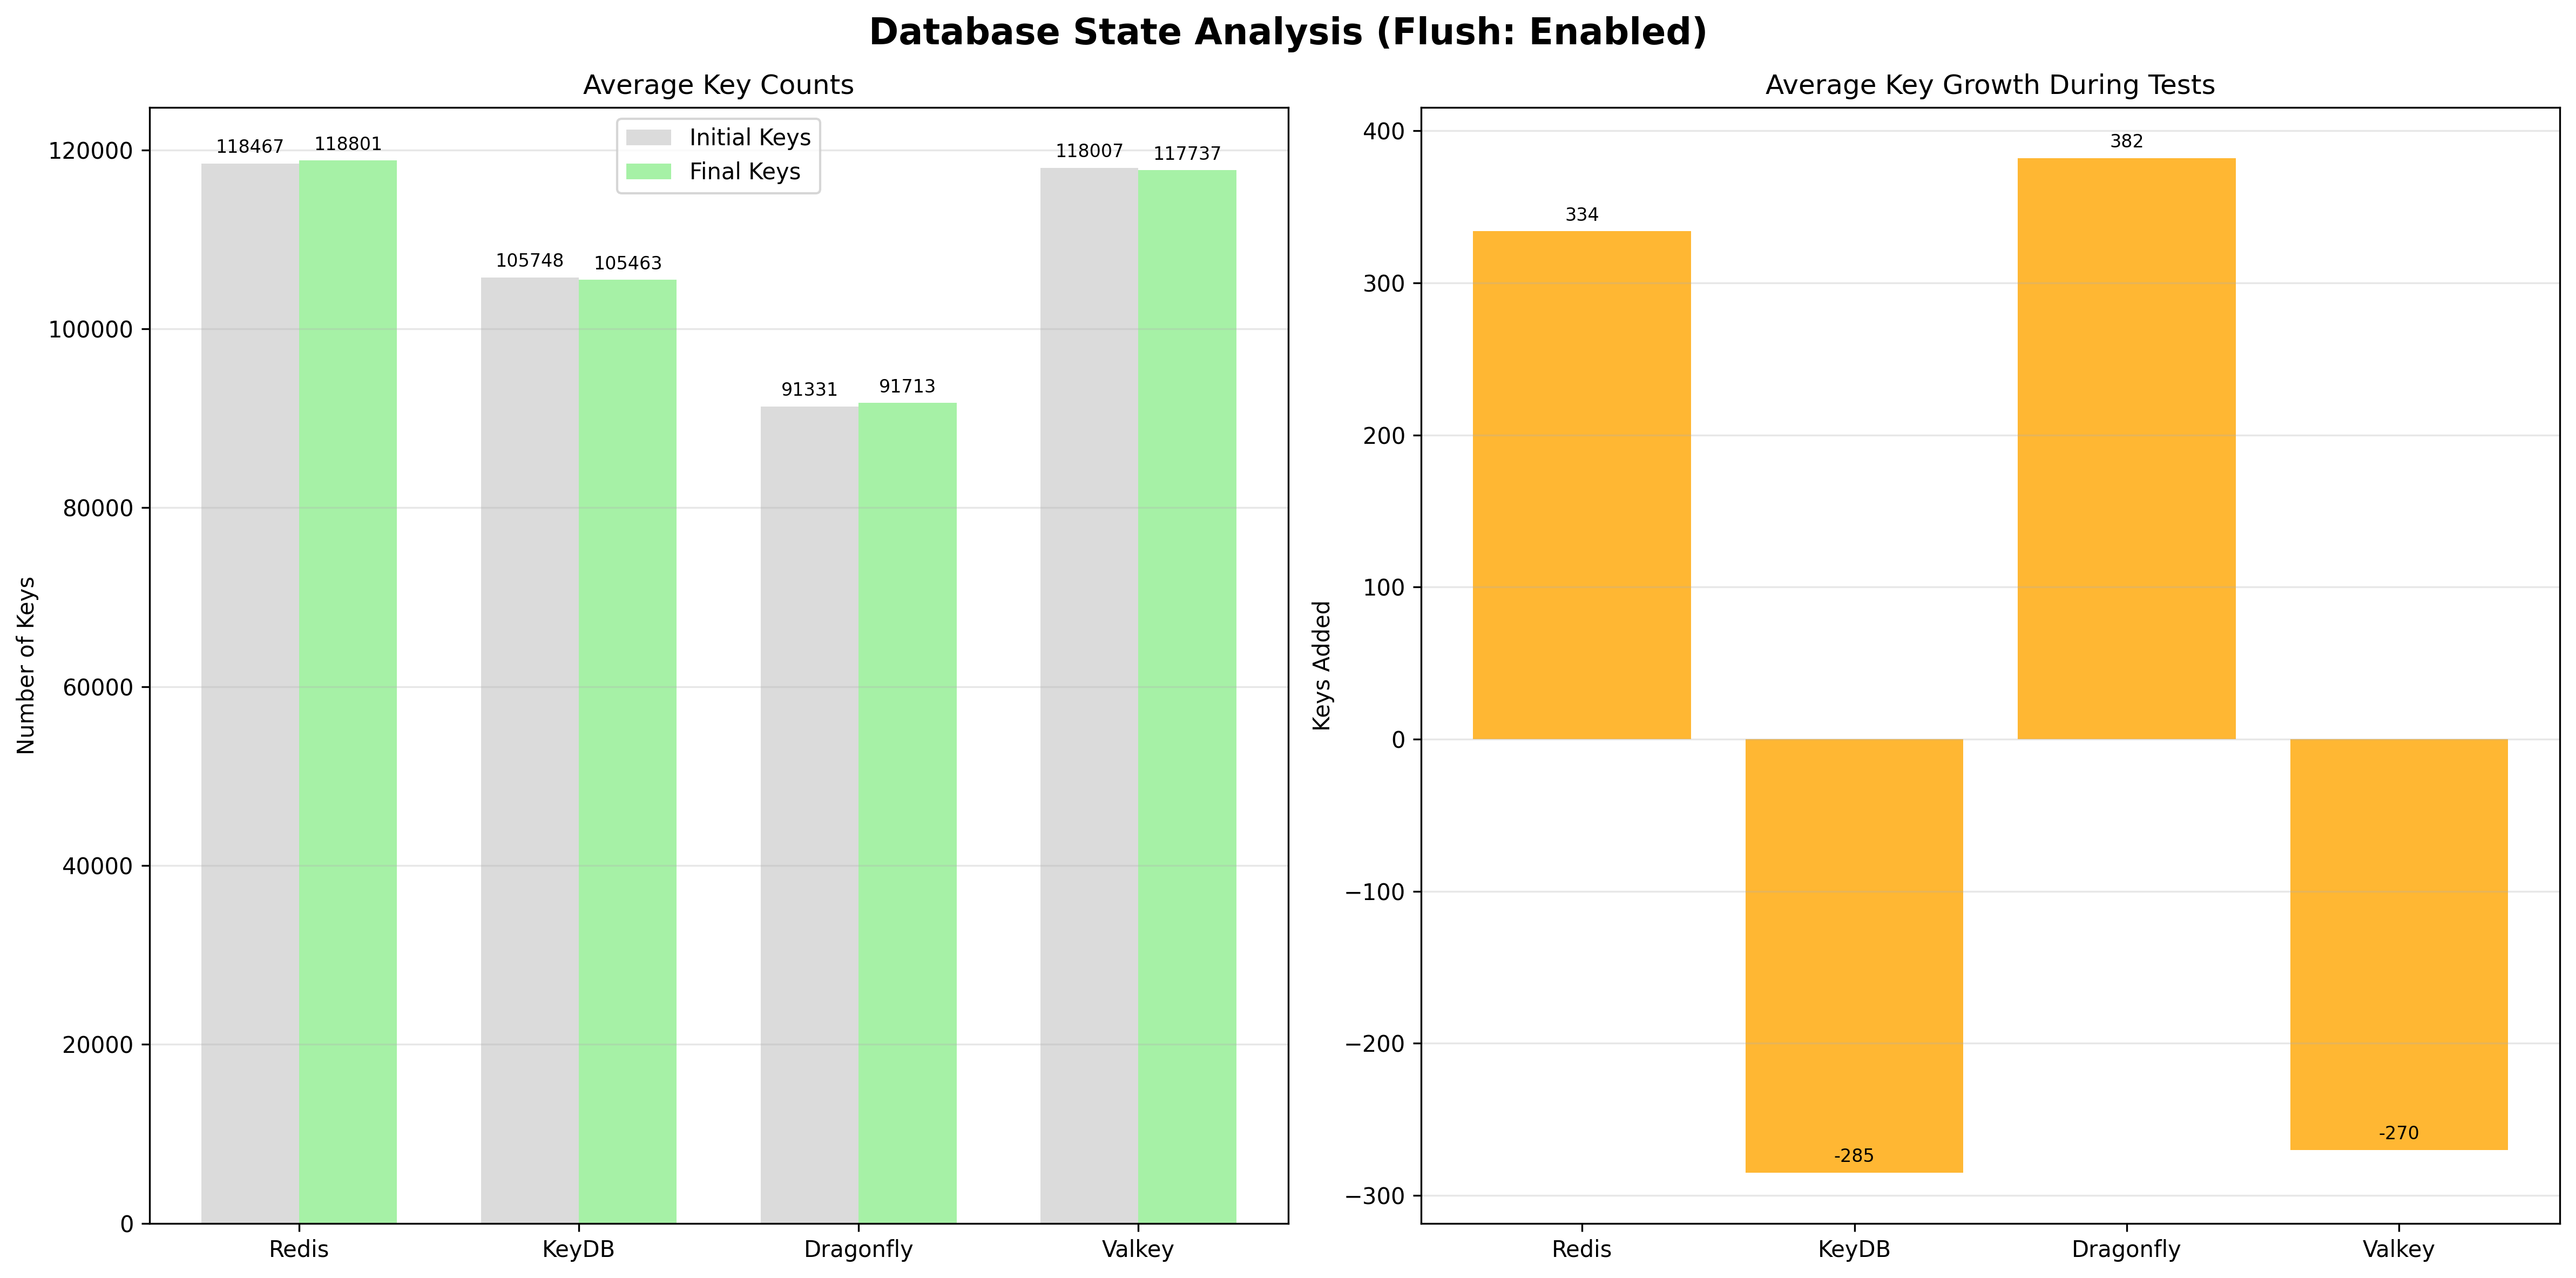 Database State Analysis (Flush: Enabled)
Average Key Counts
Number of Keys
120000
100000
80000
60000
40000
20000
0
Initial Keys
Final Keys
118467
118801
105748
105463
91331
91713
118007
117737
Redis
KeyDB
Dragonfly
Valkey
Average Key Growth During Tests
Keys Added
400
300
200
100
0
−100
−200
−300
334
-285
382
-270
Redis
KeyDB
Dragonfly
Valkey